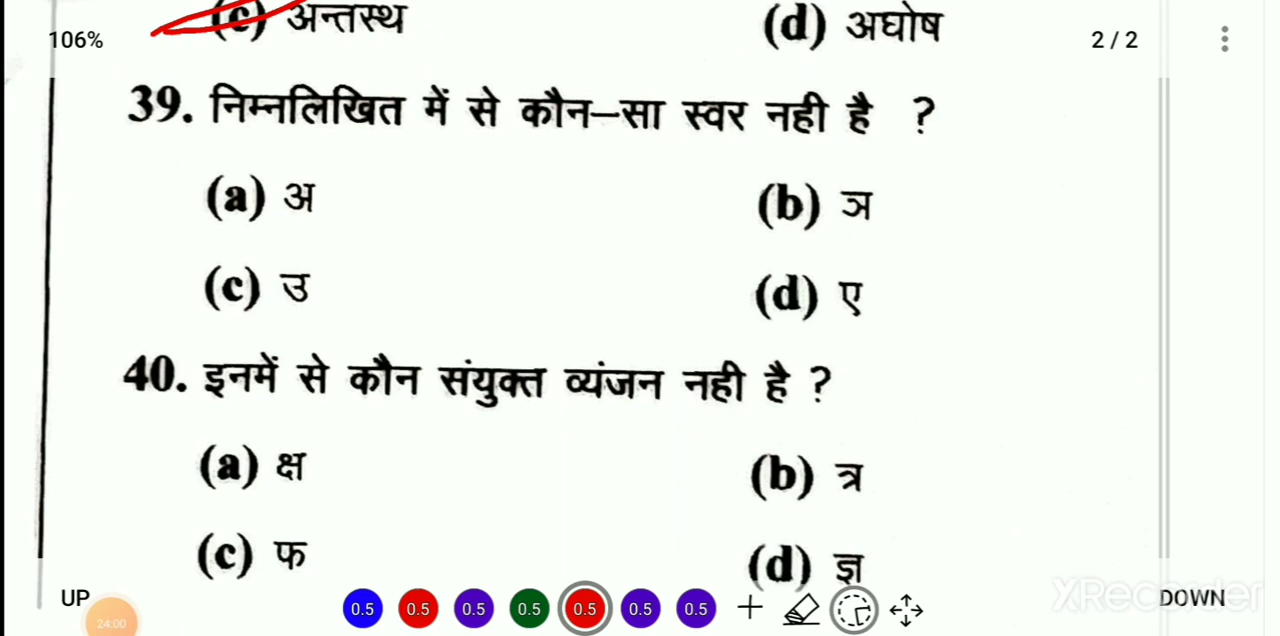 (c) अन्तस्थ (d) अघोष
106% 2 / 2
39. निम्नलिखित में से कौन–सा स्वर नही है ?
(a) अ (b) ञ
(c) उ (d) ए
40. इनमें से कौन संयुक्त व्यंजन नही है ?
(a) क्ष (b) त्र
(c) फ (d) ज्ञ
UP 0.5 0.5 0.5 0.5 0.5 0.5 0.5 XRecorder DOWN
24:00